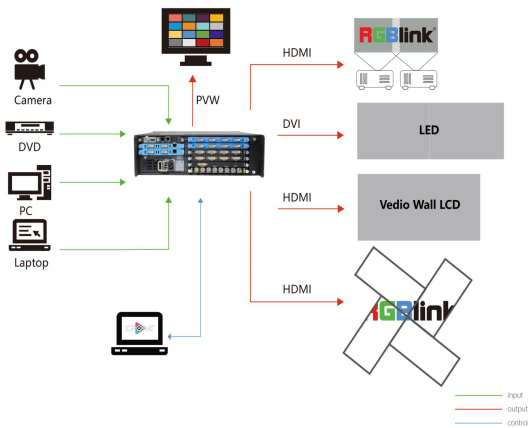 HDMI
RGBlink
PVW
Camera
DVI
LED
DVD
HDMI
Vedio Wall LCD
PC
Laptop
HDMI
RGBlink
input
output
control